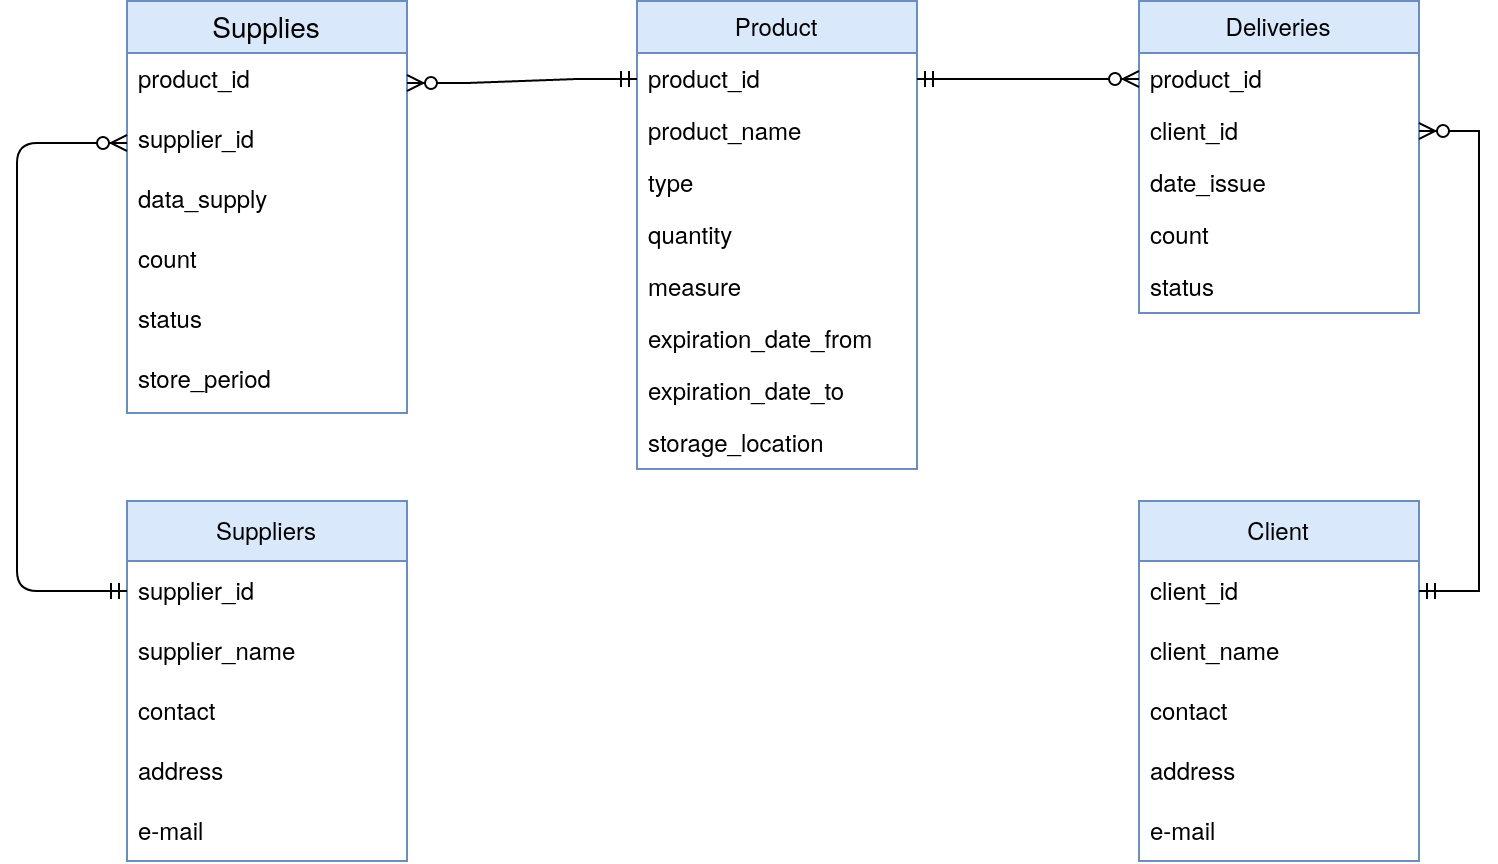 Supplies
product_id
supplier_id
data_supply
count
status
store_period
Product
product_id
product_name
type
quantity
measure
expiration_date_from
expiration_date_to
storage_location
Deliveries
product_id
client_id
date_issue
count
status
Suppliers
supplier_id
supplier_name
contact
address
e-mail
Client
client_id
client_name
contact
address
e-mail